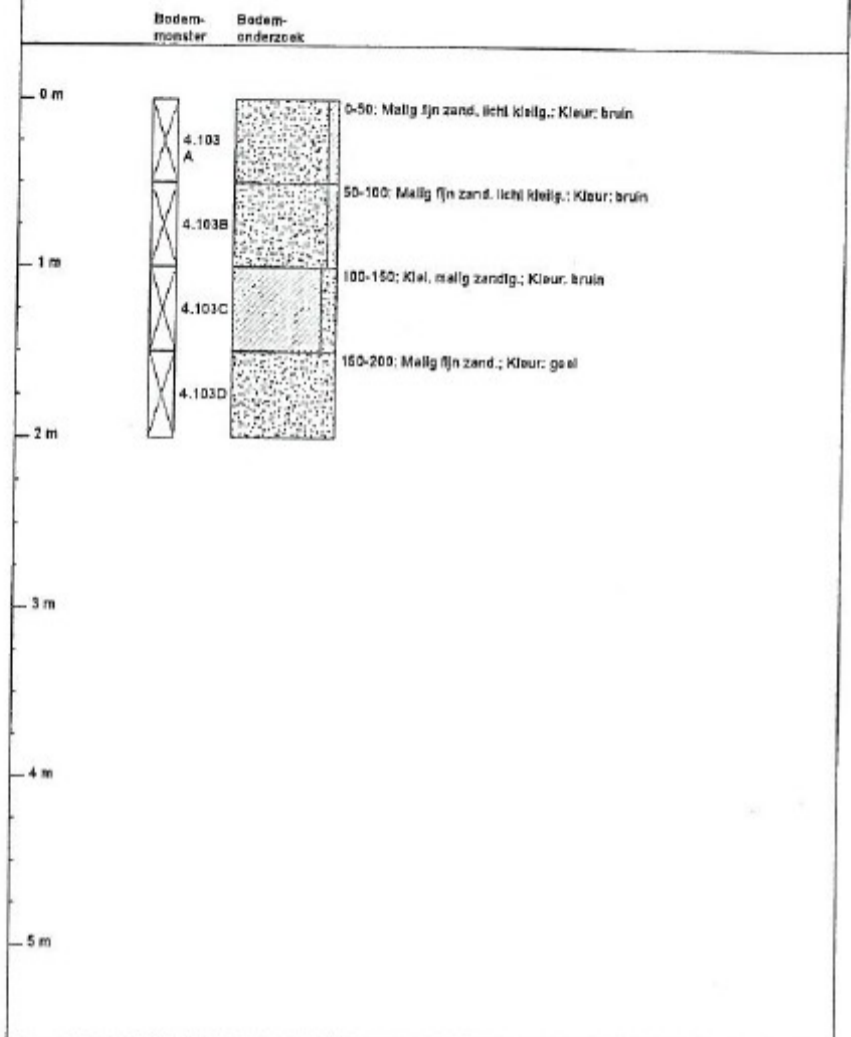 Bodem- Bodem-
monster onderzoek
0 m
0-50: Matig fijn zand, licht kleiig.; Kleur: bruin
4.103
A
50-100: Matig fijn zand, licht kleiig.; Kleur: bruin
4.103B
1 m
100-150; Klei, matig zandig.; Kleur: bruin
4.103C
150-200; Matig fijn zand.; Kleur: geel
4.103D
2 m
3 m
4 m
5 m